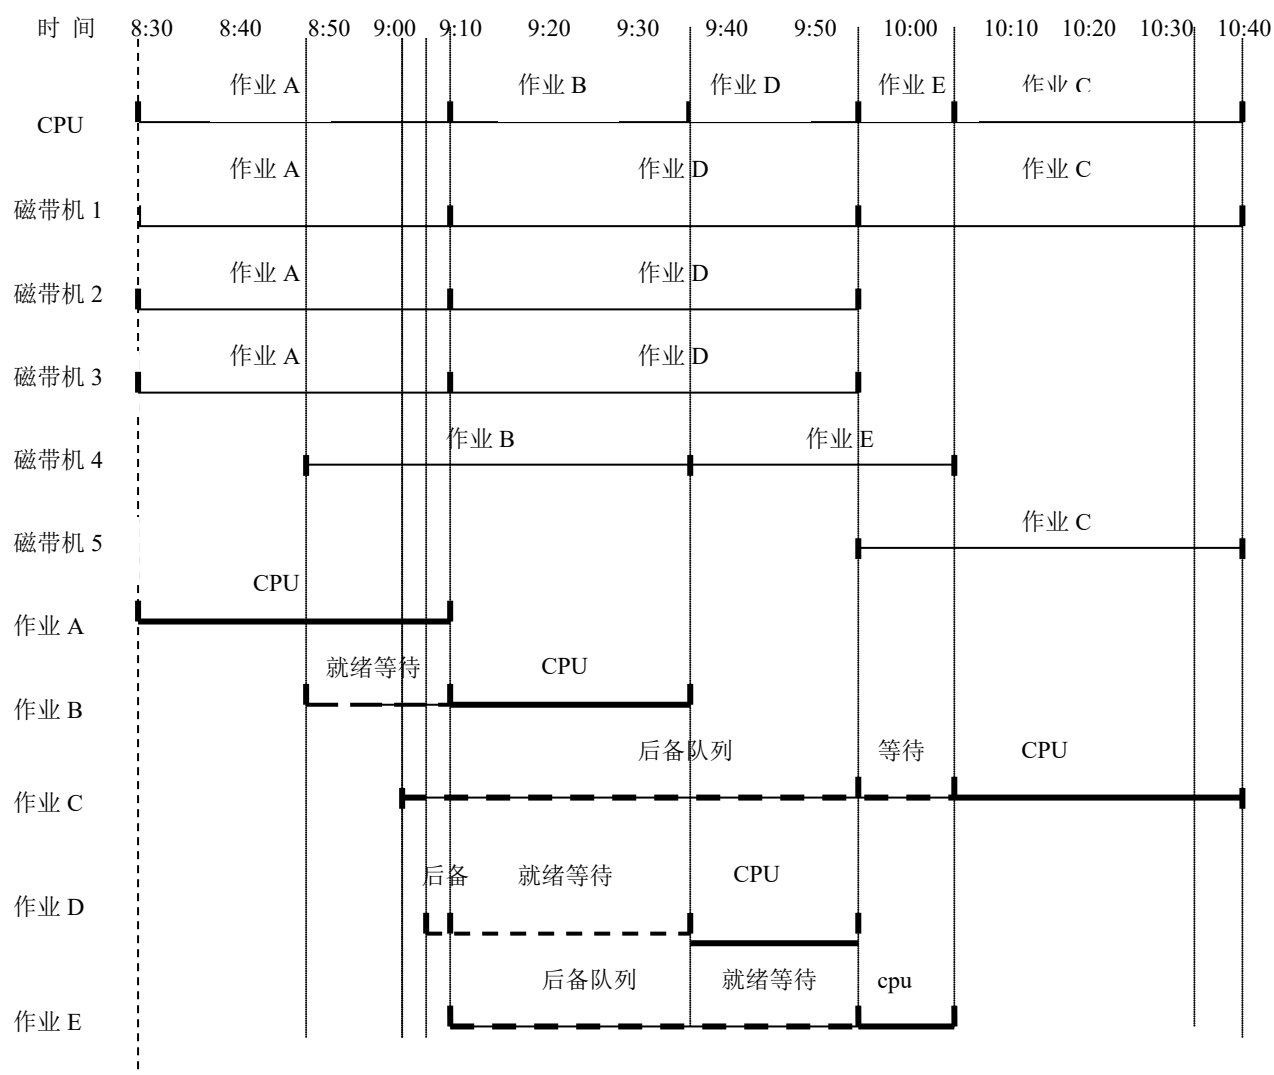 时 间 8:30 8:40 8:50 9:00 9:10 9:20 9:30 9:40 9:50 10:00 10:10 10:20 10:30 10:40
作业 A 作业 B 作业 D 作业 E 作业 C
CPU
作业 A 作业 D 作业 C
磁带机 1
作业 A 作业 D
磁带机 2
作业 A 作业 D
磁带机 3
作业 B 作业 E
磁带机 4
作业 C
磁带机 5
CPU
作业 A
就绪等待 CPU
作业 B
后备队列 等待 CPU
作业 C
后备 就绪等待 CPU
作业 D
后备队列 就绪等待 cpu
作业 E